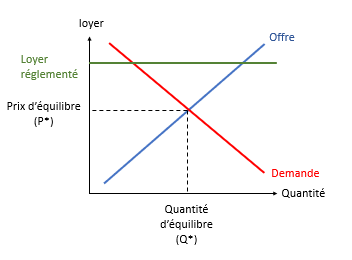 loyer
Offre
Loyer
réglementé
Prix d'équilibre
(P*)
Demande
Quantité
Quantité
d'équilibre
(Q*)